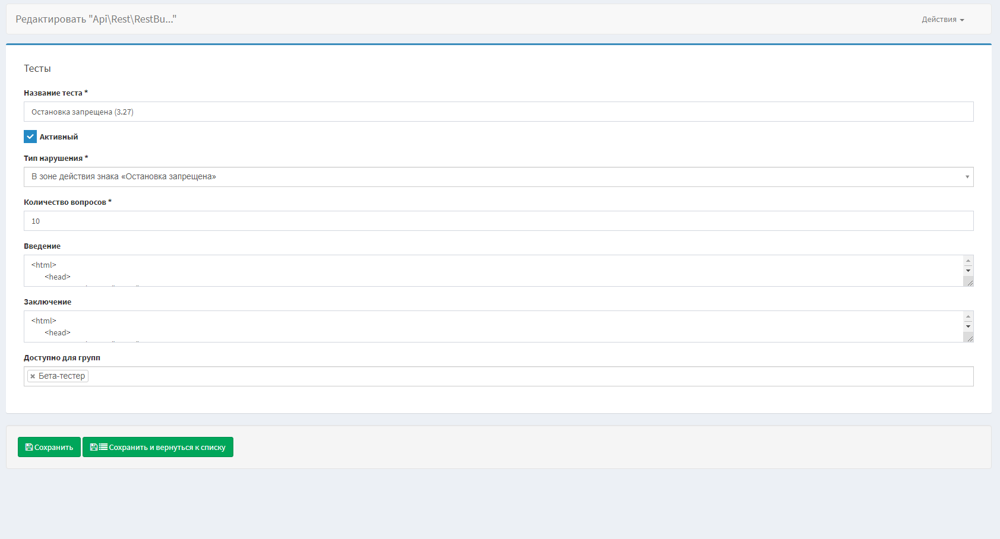 Редактировать "Api\Rest\RestBu..."
Действия
Тесты
Название теста *
Остановка запрещена (3.27)
Активный
Тип нарушения *
В зоне действия знака «Остановка запрещена»
Количество вопросов *
10
Введение
<html>
<head>
Заключение
<html>
<head>
Доступно для групп
× Бета-тестер
Сохранить
Сохранить и вернуться к списку